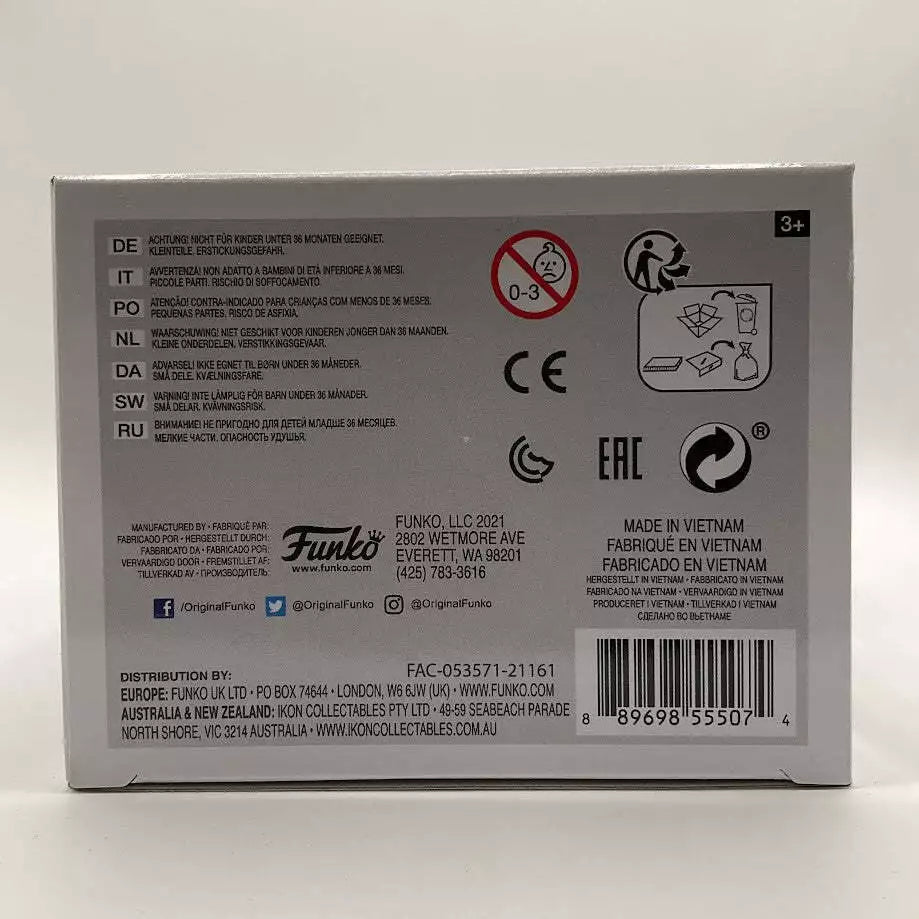 3+
DE ACHTUNG! NICHT FÜR KINDER UNTER 36 MONATEN GEEIGNET.
KLEINTEILE. ERSTICKUNGSGEFAHR.
IT AVVERTENZA! NON ADATTO A BAMBINI DI ETÀ INFERIORE A 36 MESI.
PICCOLE PARTI. RISCHIO DI SOFFOCAMENTO.
PO ATENÇÃO! CONTRA-INDICADO PARA CRIANÇAS COM MENOS DE 36 MESES.
PEQUENAS PARTES. RISCO DE ASFIXIA.
NL WAARSCHUWING! NIET GESCHIKT VOOR KINDEREN JONGER DAN 36 MAANDEN.
KLEINE ONDERDELEN. VERSTIKKINGSGEVAAR.
DA ADVARSEL! IKKE EGNET TIL BØRN UNDER 36 MÅNEDER.
SMÅ DELE. KVÆLNINGSFARE.
SW VARNING! INTE LÄMPLIG FÖR BARN UNDER 36 MÅNADER.
SMÅ DELAR. KVÄVNINGSRISK.
RU ВНИМАНИЕ! НЕ ПРИГОДНО ДЛЯ ДЕТЕЙ МЛАДШЕ 36 МЕСЯЦЕВ.
МЕЛКИЕ ЧАСТИ. ОПАСНОСТЬ УДУШЬЯ.
0-3
CE
EAC
®
MANUFACTURED BY • FABRIQUÉ PAR:
FABRICADO POR • HERGESTELLT DURCH:
FABBRICATO DA • FABRICADO POR:
VERVAARDIGD DOOR • FREMSTILLET AF:
TILLVERKAD AV • ПРОИЗВОДИТЕЛЬ:
Funko
www.funko.com
FUNKO, LLC 2021
2802 WETMORE AVE
EVERETT, WA 98201
(425) 783-3616
f /OriginalFunko @OriginalFunko @OriginalFunko
MADE IN VIETNAM
FABRIQUÉ EN VIETNAM
FABRICADO EN VIETNAM
HERGESTELLT IN VIETNAM • FABBRICATO IN VIETNAM
FABRICADO NA VIETNAM • VERVAARDIGD IN VIETNAM
PRODUCERET I VIETNAM • TILLVERKAD I VIETNAM
СДЕЛАНО ВО ВЬЕТНАМЕ
FAC-053571-21161
DISTRIBUTION BY:
EUROPE: FUNKO UK LTD • PO BOX 74644 • LONDON, W6 6JW (UK) • WWW.FUNKO.COM
AUSTRALIA & NEW ZEALAND: IKON COLLECTABLES PTY LTD • 49-59 SEABEACH PARADE
NORTH SHORE, VIC 3214 AUSTRALIA • WWW.IKONCOLLECTABLES.COM.AU
8 89698 55507 4